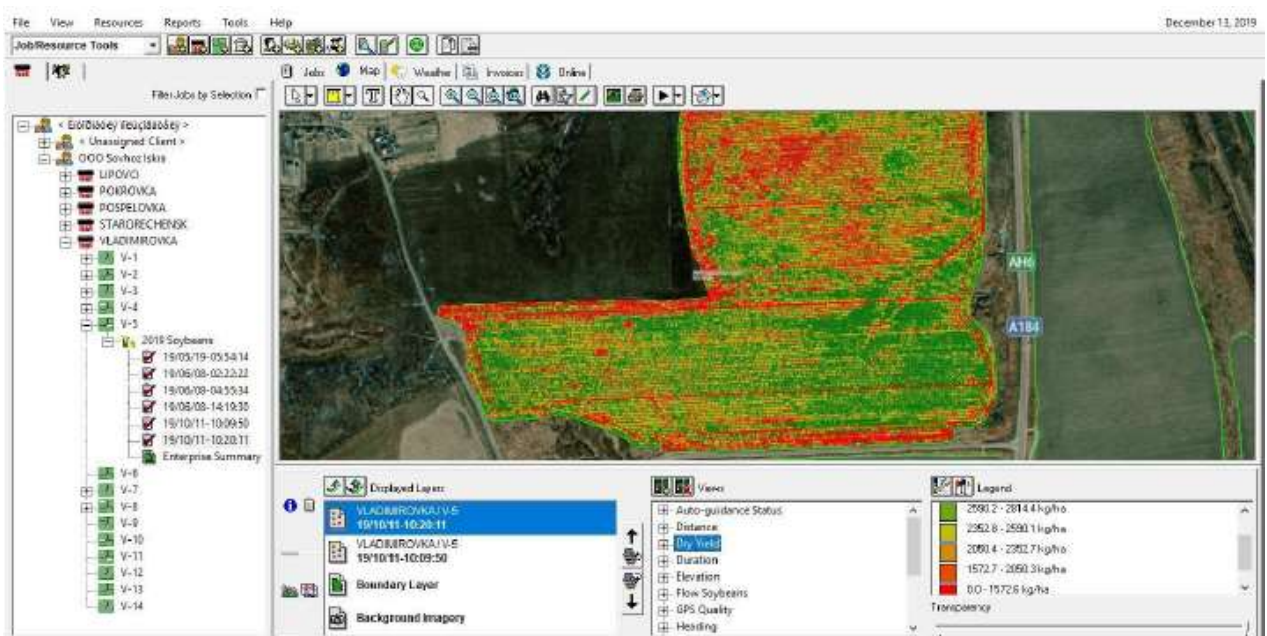 File View Resources Reports Tools Help
December 13, 2019
Job/Resource Tools
Jobs Map Weather Invoices Online
Filter Jobs by Selection
< Unassigned Client >
OOO Sovhoz Iskra
LIPOVCI
POKROVKA
POSPELOVKA
STARORECHENSK
VLADIMIROVKA
V-1
V-2
V-3
V-4
V-5
2019 Soybeans
19/05/19-05:54:14
19/06/08-02:22:22
19/06/08-04:55:34
19/06/08-14:19:30
19/10/11-10:09:50
19/10/11-10:20:11
Enterprise Summary
V-6
V-7
V-8
V-9
V-10
V-11
V-12
V-13
V-14
AH6
A184
Displayed Layers
VLADIMIROVKA / V-5
19/10/11-10:20:11
VLADIMIROVKA / V-5
19/10/11-10:09:50
Boundary Layer
Background Imagery
Views
Auto-guidance Status
Distance
Dry Yield
Duration
Elevation
Flow Soybeans
GPS Quality
Heading
Legend
2590.2 - 2814.4 kg/ha
2352.8 - 2590.1 kg/ha
2050.4 - 2352.7 kg/ha
1572.7 - 2050.3 kg/ha
0.0 - 1572.6 kg/ha
Transparency